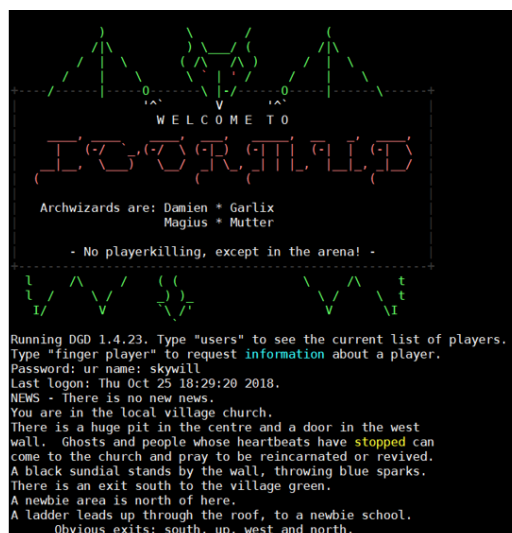 WELCOME TO
IGORMUD
Archwizards are: Damien * Garlix
Magius * Mutter
- No playerkilling, except in the arena! -
Running DGD 1.4.23. Type "users" to see the current list of players.
Type "finger player" to request information about a player.
Password: ur name: skywill
Last logon: Thu Oct 25 18:29:20 2018.
NEWS - There is no new news.
You are in the local village church.
There is a huge pit in the centre and a door in the west
wall.  Ghosts and people whose heartbeats have stopped can
come to the church and pray to be reincarnated or revived.
A black sundial stands by the wall, throwing blue sparks.
There is an exit south to the village green.
A newbie area is north of here.
A ladder leads up through the roof, to a newbie school.
Obvious exits: south, up, west and north.